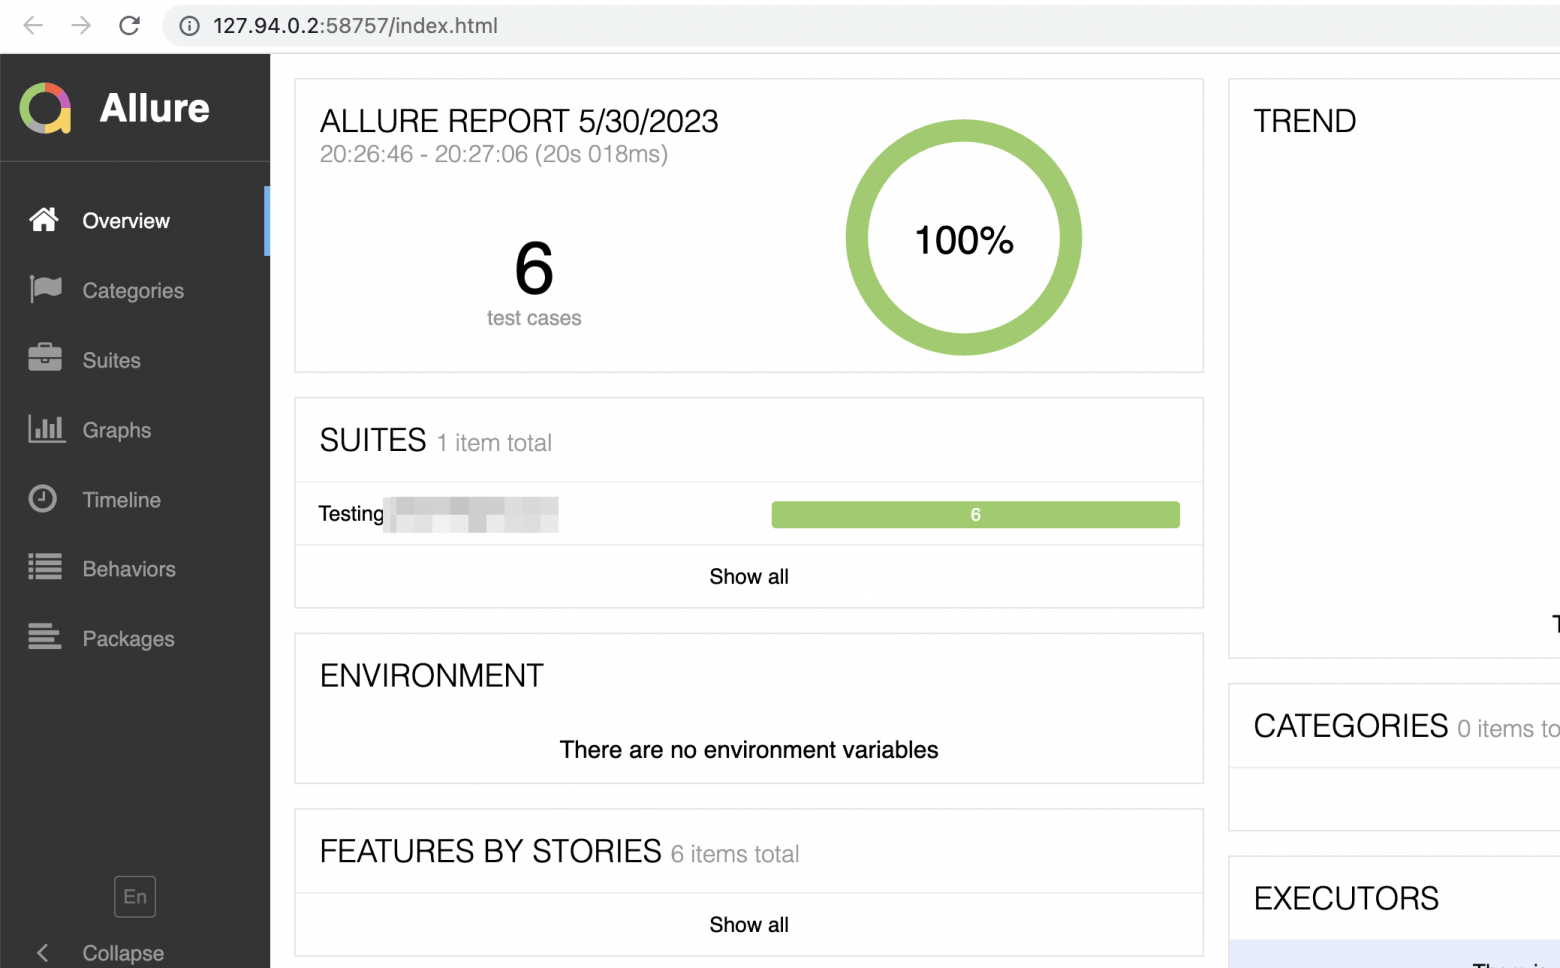 127.94.0.2:58757/index.html
Allure
Overview
Categories
Suites
Graphs
Timeline
Behaviors
Packages
En
Collapse
ALLURE REPORT 5/30/2023
20:26:46 - 20:27:06 (20s 018ms)
6
test cases
100%
SUITES 1 item total
Testing
6
Show all
ENVIRONMENT
There are no environment variables
FEATURES BY STORIES 6 items total
Show all
TREND
CATEGORIES 0 items to
EXECUTORS